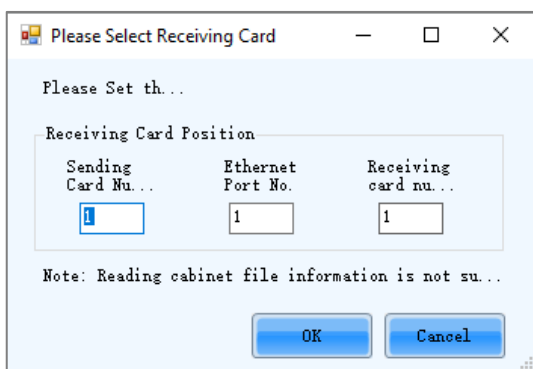 Please Select Receiving Card
Please Set th...
Receiving Card Position
Sending Card Nu...
Ethernet Port No.
Receiving card nu...
1
1
1
Note: Reading cabinet file information is not su...
OK
Cancel